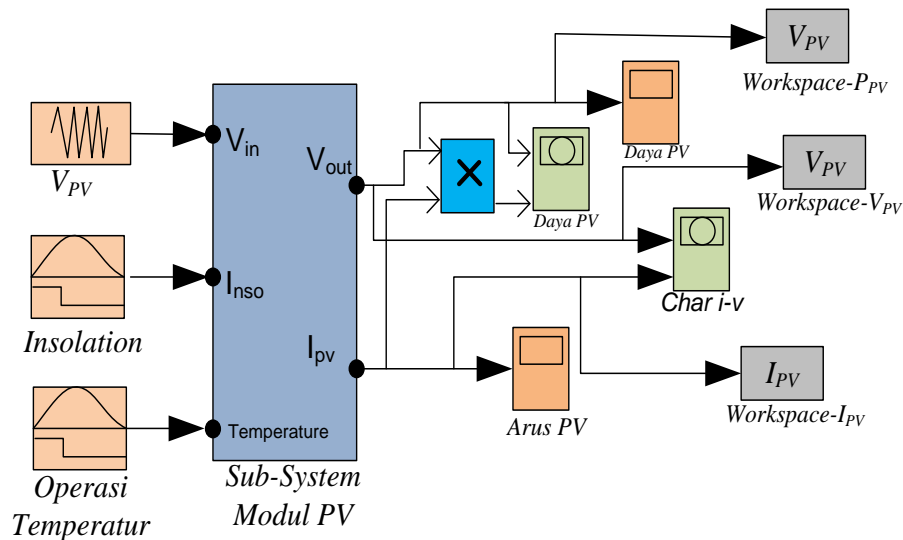 V_PV
Workspace-P_PV
Daya PV
V_PV
Workspace-V_PV
V_PV
Insolation
Operasi
Temperatur
V_in
V_out
I_nso
I_pv
Temperature
Sub-System
Modul PV
×
Daya PV
Char i-v
Arus PV
I_PV
Workspace-I_PV